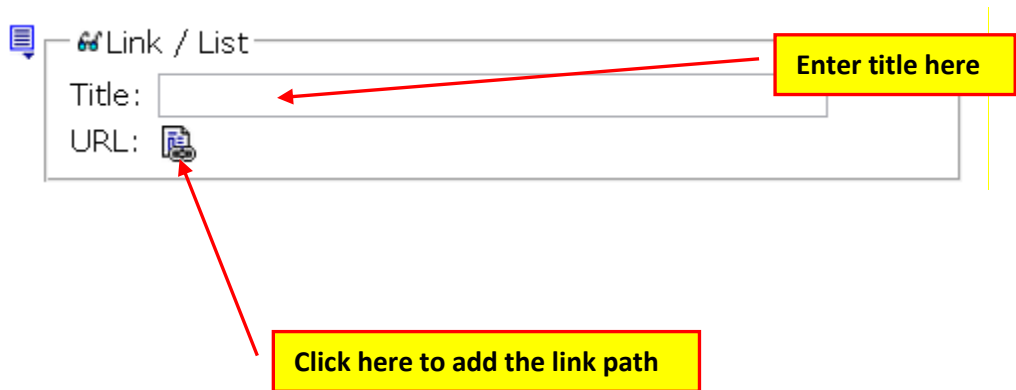 Link / List
Enter title here
Title:
URL:
Click here to add the link path